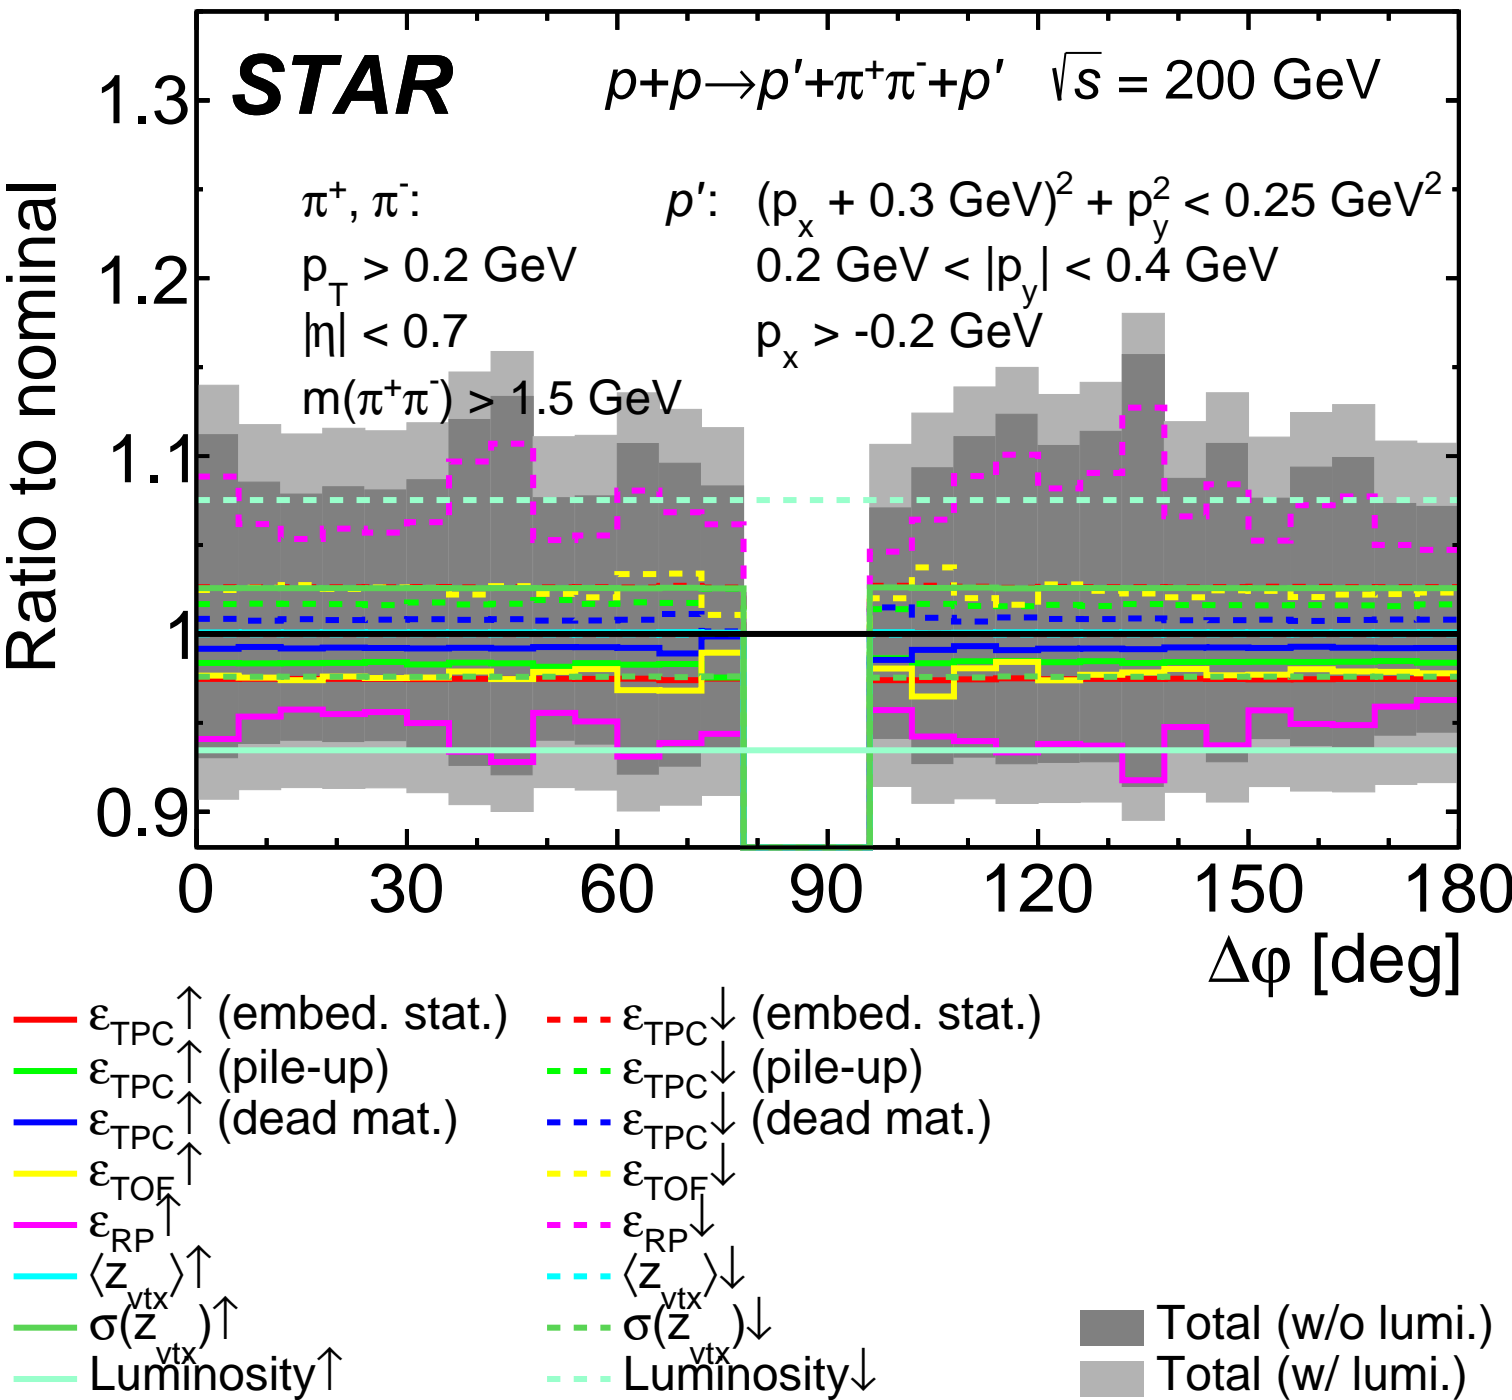 STAR p+p→p′+π⁺π⁻+p′ √s = 200 GeV
π⁺, π⁻: p′: (pₓ + 0.3 GeV)² + p_y² < 0.25 GeV²
p_T > 0.2 GeV 0.2 GeV < |p_y| < 0.4 GeV
|η| < 0.7 pₓ > -0.2 GeV
m(π⁺π⁻) > 1.5 GeV
Ratio to nominal
1.3
1.2
1.1
1
0.9
0 30 60 90 120 150 180
Δφ [deg]
ε_TPC↑ (embed. stat.) ε_TPC↓ (embed. stat.)
ε_TPC↑ (pile-up) ε_TPC↓ (pile-up)
ε_TPC↑ (dead mat.) ε_TPC↓ (dead mat.)
ε_TOF↑ ε_TOF↓
ε_RP↑ ε_RP↓
⟨z_vtx⟩↑ ⟨z_vtx⟩↓
σ(z_vtx)↑ σ(z_vtx)↓ Total (w/o lumi.)
Luminosity↑ Luminosity↓ Total (w/ lumi.)